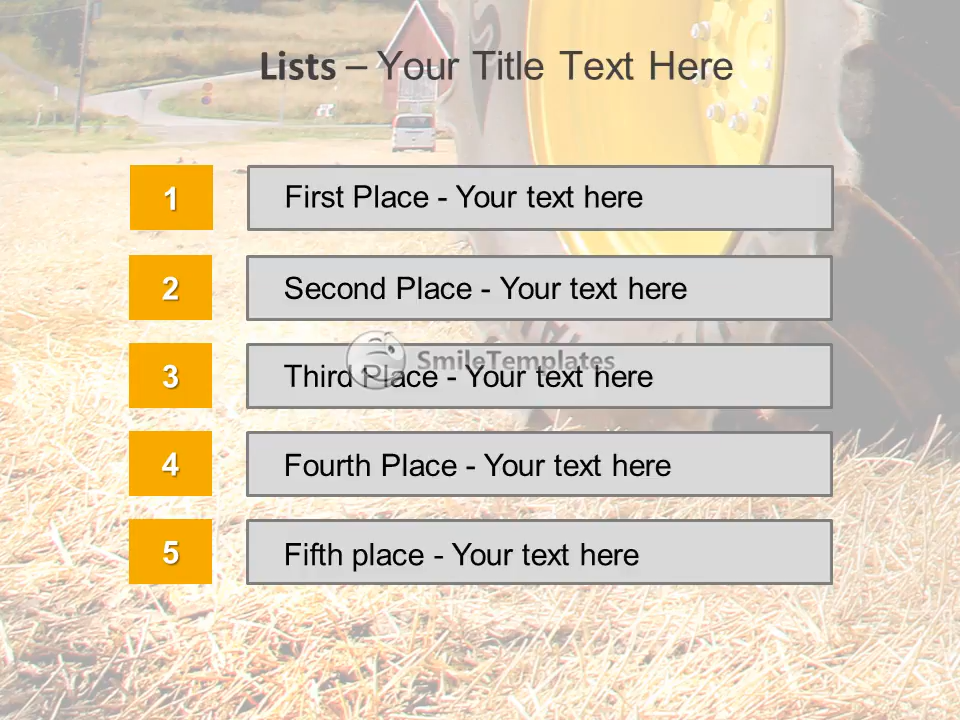 Lists – Your Title Text Here
1 First Place - Your text here
2 Second Place - Your text here
SmileTemplates
3 Third Place - Your text here
4 Fourth Place - Your text here
5 Fifth place - Your text here